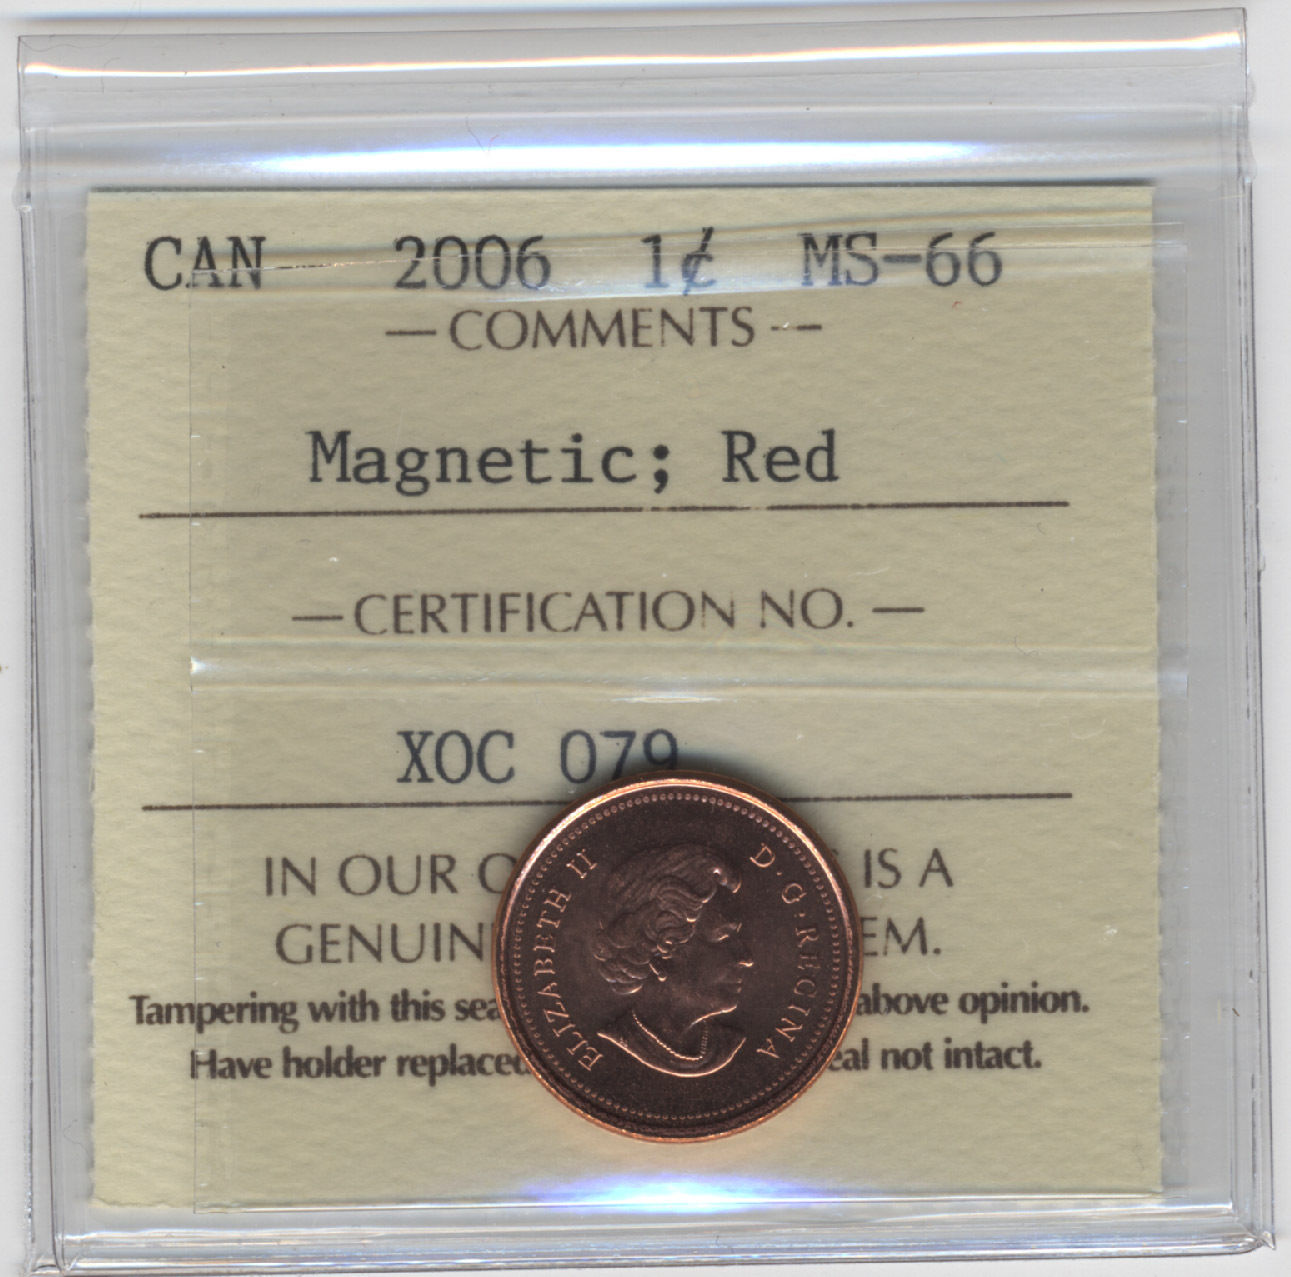 CAN 2006 1¢ MS-66
— COMMENTS —
Magnetic; Red
— CERTIFICATION NO. —
XOC 079
IN OUR O IS A
GENUIN EM.
Tampering with this sea above opinion.
Have holder replaced eal not intact.
ELIZABETH II D·G·REGINA